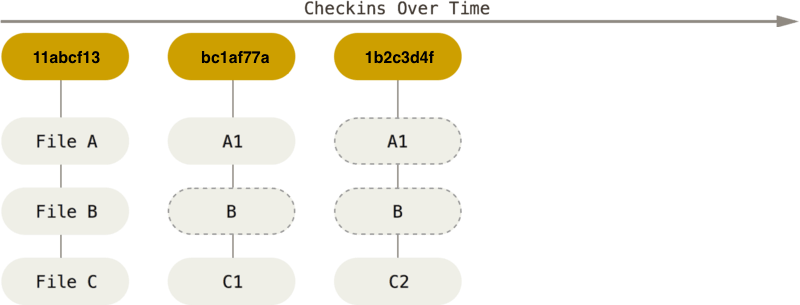 Checkins Over Time
11abcf13 bc1af77a 1b2c3d4f
File A A1 A1
File B B B
File C C1 C2